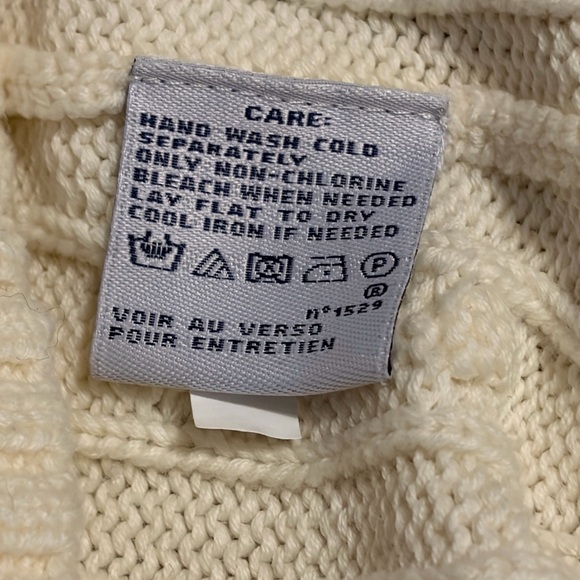 CARE:
HAND WASH COLD
SEPARATELY
ONLY NON-CHLORINE
BLEACH WHEN NEEDED
LAY FLAT TO DRY
COOL IRON IF NEEDED
P
®
n°1529
VOIR AU VERSO
POUR ENTRETIEN